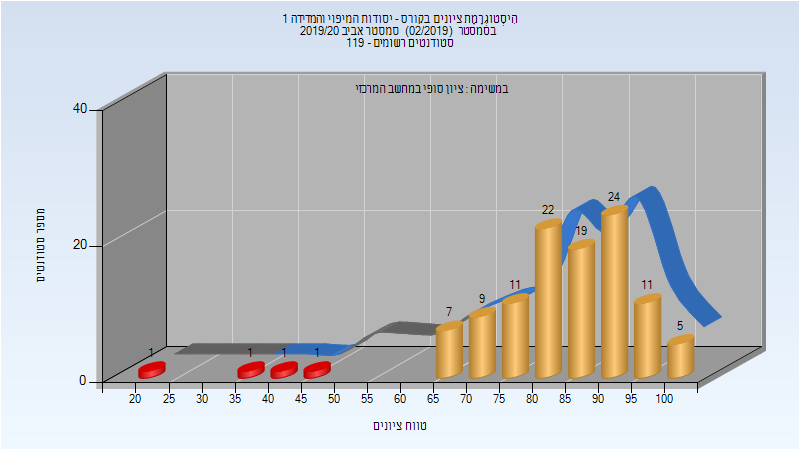 היסטוגרמת ציונים בקורס - יסודות המיפוי והמדידה 1
בסמסטר (02/2019) סמסטר אביב 2019/20
סטודנטים רשומים - 119
במשימה : ציון סופי במחשב המרכזי
מספר סטודנטים
40
20
0
1 1 1 1 7 9 11 22 19 24 11 5
20 25 30 35 40 45 50 55 60 65 70 75 80 85 90 95 100
טווח ציונים